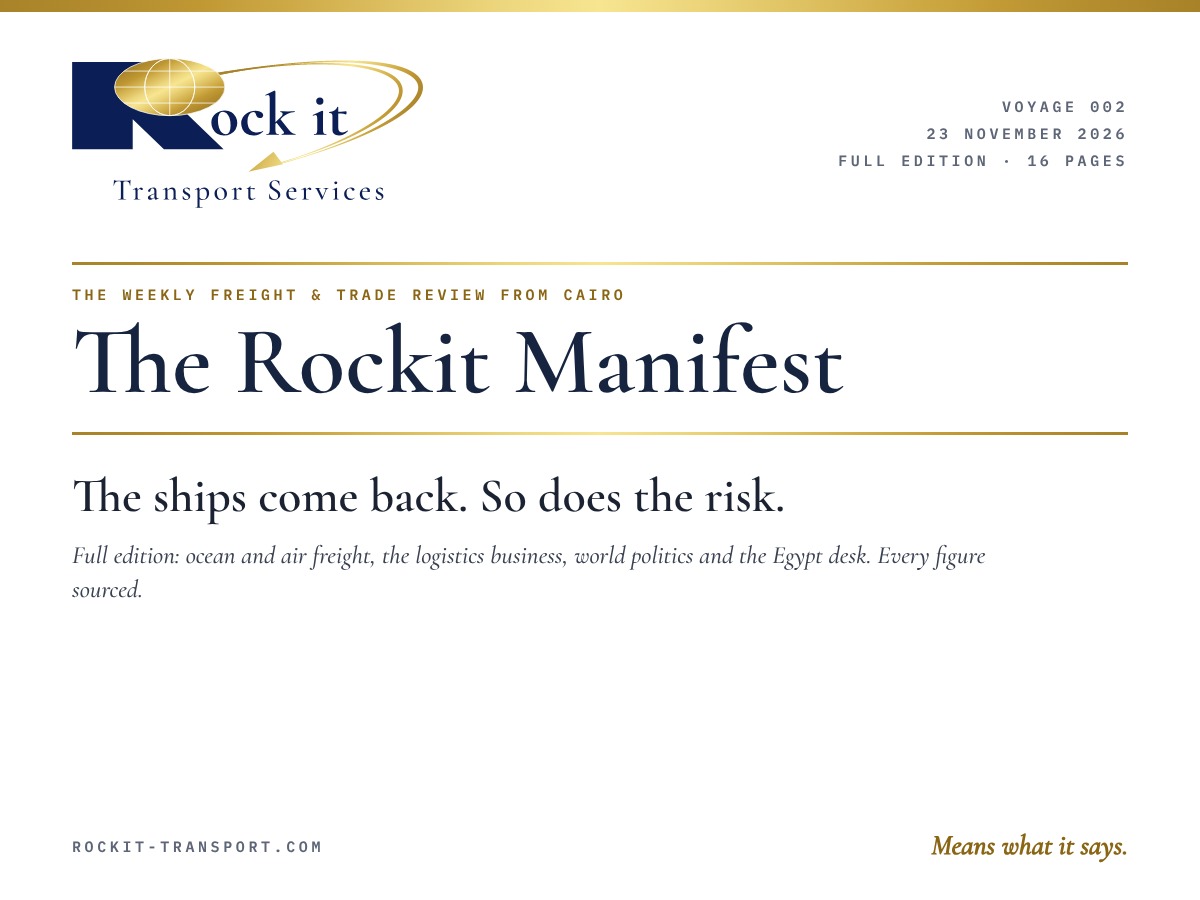 Rock it
Transport Services
VOYAGE 002
23 NOVEMBER 2026
FULL EDITION · 16 PAGES
THE WEEKLY FREIGHT & TRADE REVIEW FROM CAIRO
The Rockit Manifest
The ships come back. So does the risk.
Full edition: ocean and air freight, the logistics business, world politics and the Egypt desk. Every figure
sourced.
ROCKIT-TRANSPORT.COM
Means what it says.